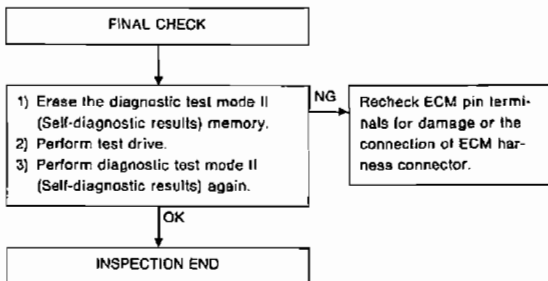 FINAL CHECK
1) Erase the diagnostic test mode II
(Self-diagnostic results) memory.
2) Perform test drive.
3) Perform diagnostic test mode II
(Self-diagnostic results) again.
NG
Recheck ECM pin termi-
nals for damage or the
connection of ECM har-
ness connector.
OK
INSPECTION END